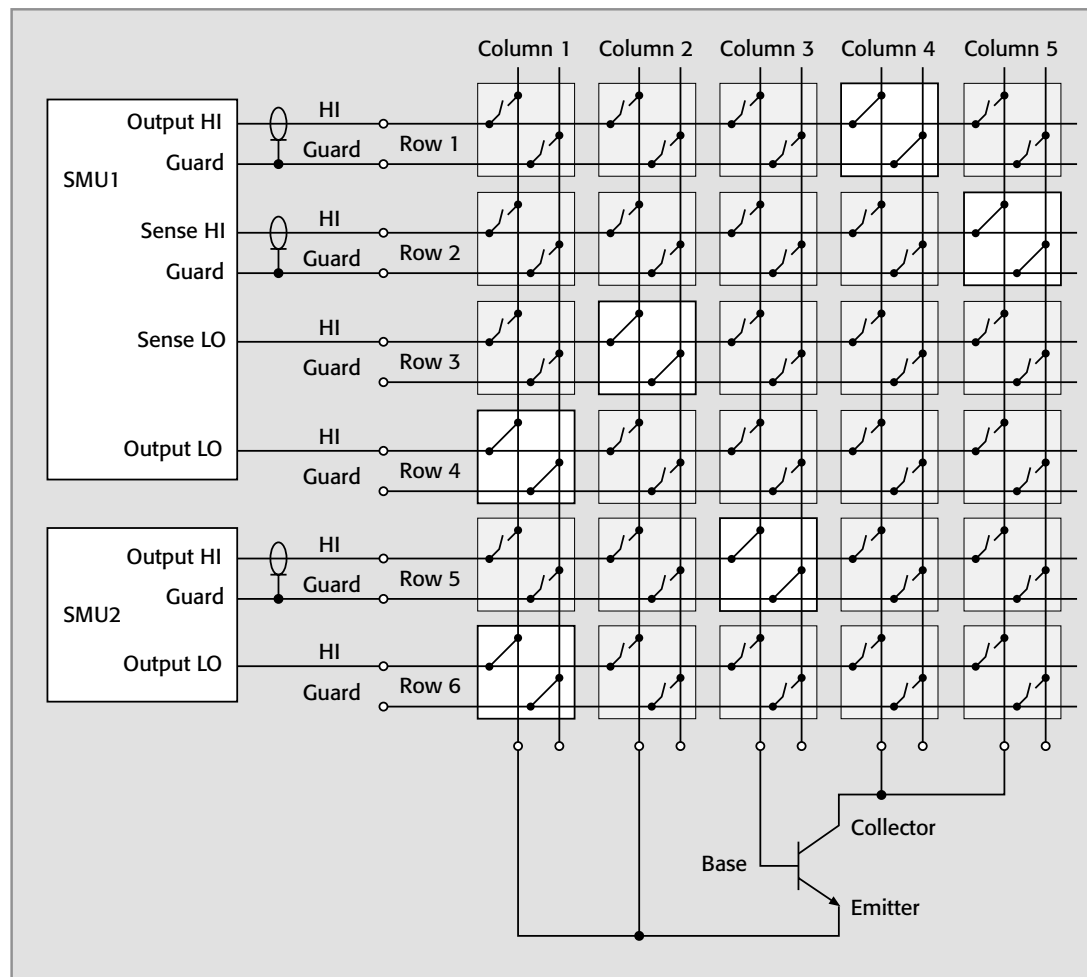 Column 1 Column 2 Column 3 Column 4 Column 5
Output HI HI
Guard Guard Row 1
SMU1
Sense HI HI
Guard Guard Row 2
Sense LO HI
Guard Row 3
Output LO HI
Guard Row 4
Output HI HI
Guard Guard Row 5
SMU2
Output LO HI
Guard Row 6
Collector
Base
Emitter